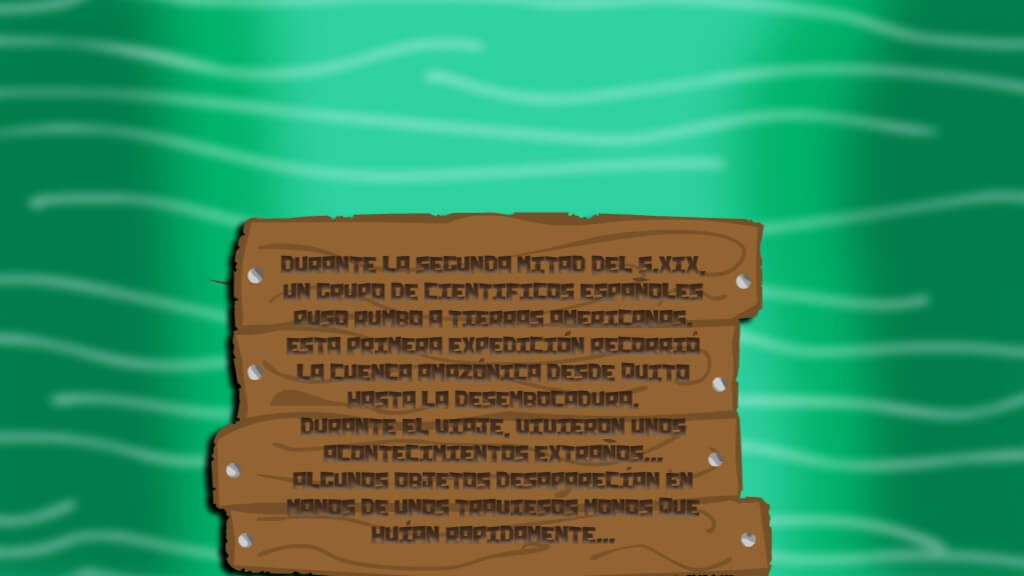 DURANTE LA SEGUNDA MITAD DEL S.XIX,
UN GRUPO DE CIENTIFICOS ESPAÑOLES
PUSO RUMBO A TIERRAS AMERICANAS.
ESTA PRIMERA EXPEDICIÓN RECORRIÓ
LA CUENCA AMAZÓNICA DESDE QUITO
HASTA LA DESEMBOCADURA.
DURANTE EL VIAJE, VIVIERON UNOS
ACONTECIMIENTOS EXTRAÑOS...
ALGUNOS OBJETOS DESAPARECÍAN EN
MANOS DE UNOS TRAVIESOS MONOS QUE
HUÍAN RAPIDAMENTE...